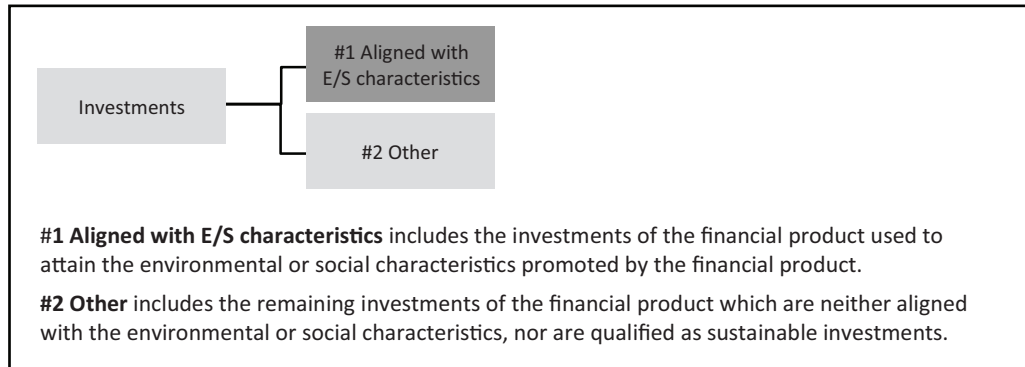 #1 Aligned with
E/S characteristics
Investments
#2 Other
#1 Aligned with E/S characteristics includes the investments of the financial product used to
attain the environmental or social characteristics promoted by the financial product.
#2 Other includes the remaining investments of the financial product which are neither aligned
with the environmental or social characteristics, nor are qualified as sustainable investments.